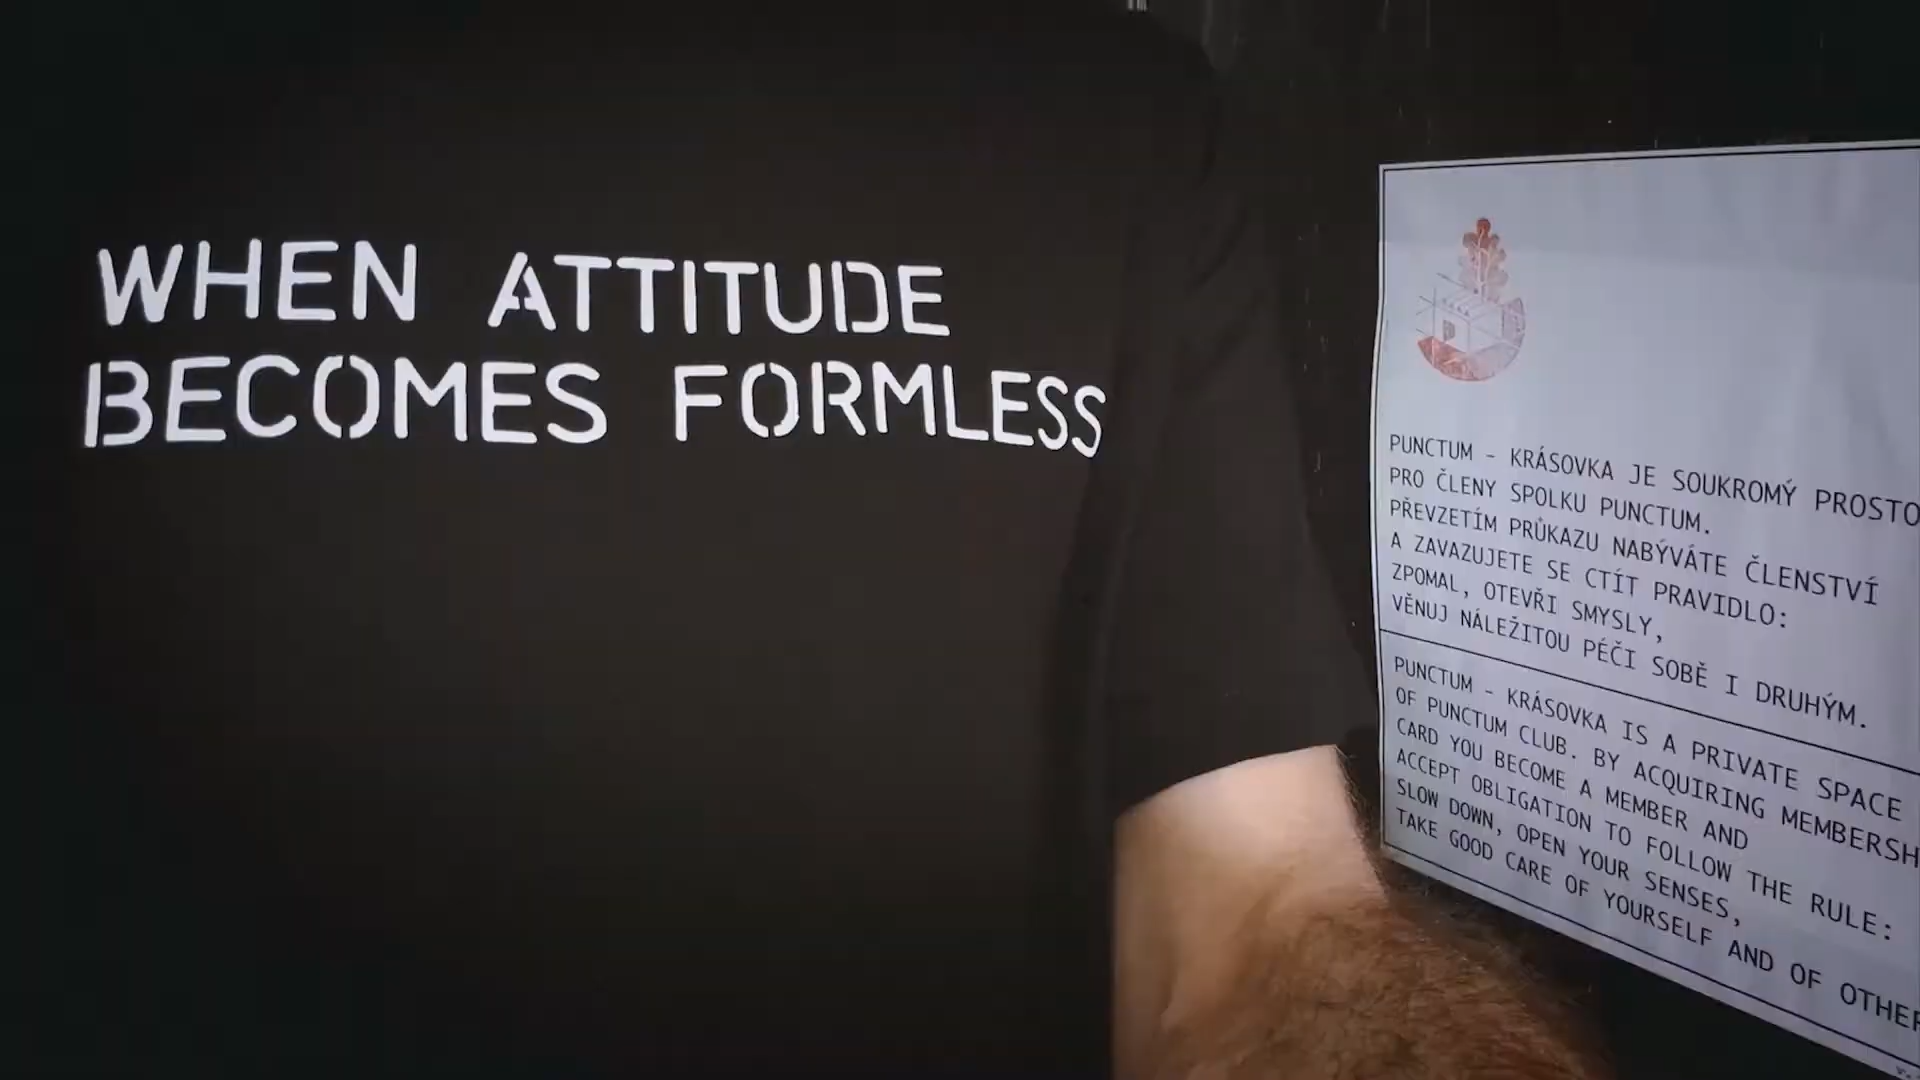 WHEN ATTITUDE
BECOMES FORMLESS
PUNCTUM - KRÁSOVKA JE SOUKROMÝ PROSTO
PRO ČLENY SPOLKU PUNCTUM.
PŘEVZETÍM PRŮKAZU NABÝVÁTE ČLENSTVÍ
A ZAVAZUJETE SE CTÍT PRAVIDLO:
ZPOMAL, OTEVŘI SMYSLY,
VĚNUJ NÁLEŽITOU PÉČI SOBĚ I DRUHÝM.
PUNCTUM - KRÁSOVKA IS A PRIVATE SPACE
OF PUNCTUM CLUB. BY ACQUIRING MEMBERSH
CARD YOU BECOME A MEMBER AND
ACCEPT OBLIGATION TO FOLLOW THE RULE:
SLOW DOWN, OPEN YOUR SENSES,
TAKE GOOD CARE OF YOURSELF AND OF OTHER